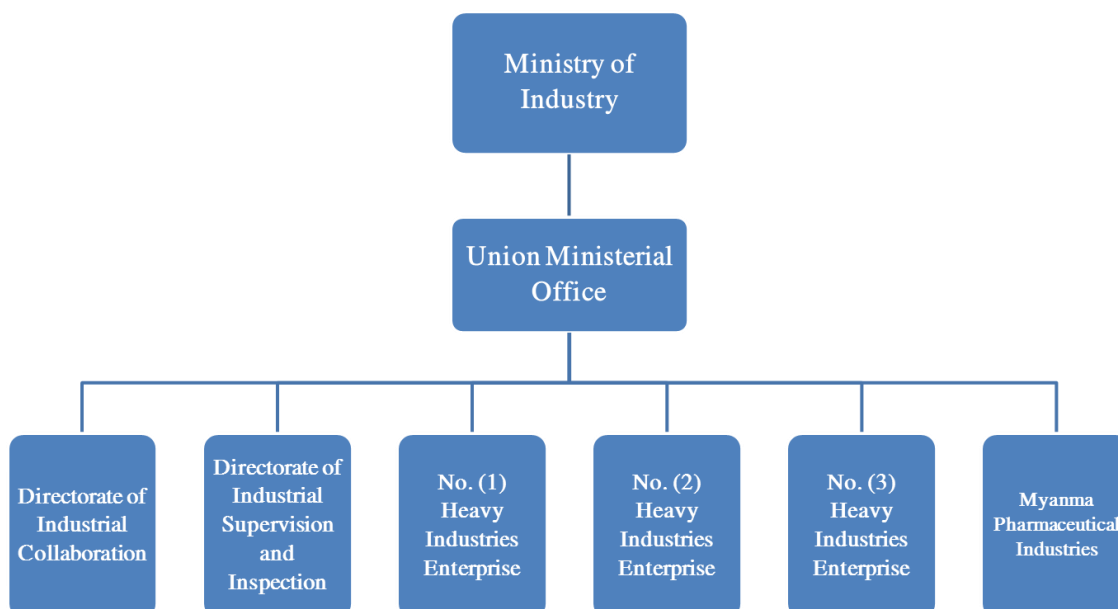 Ministry of
Industry
Union Ministerial
Office
Directorate of
Industrial
Collaboration
Directorate of
Industrial
Supervision
and
Inspection
No. (1)
Heavy
Industries
Enterprise
No. (2)
Heavy
Industries
Enterprise
No. (3)
Heavy
Industries
Enterprise
Myanma
Pharmaceutical
Industries